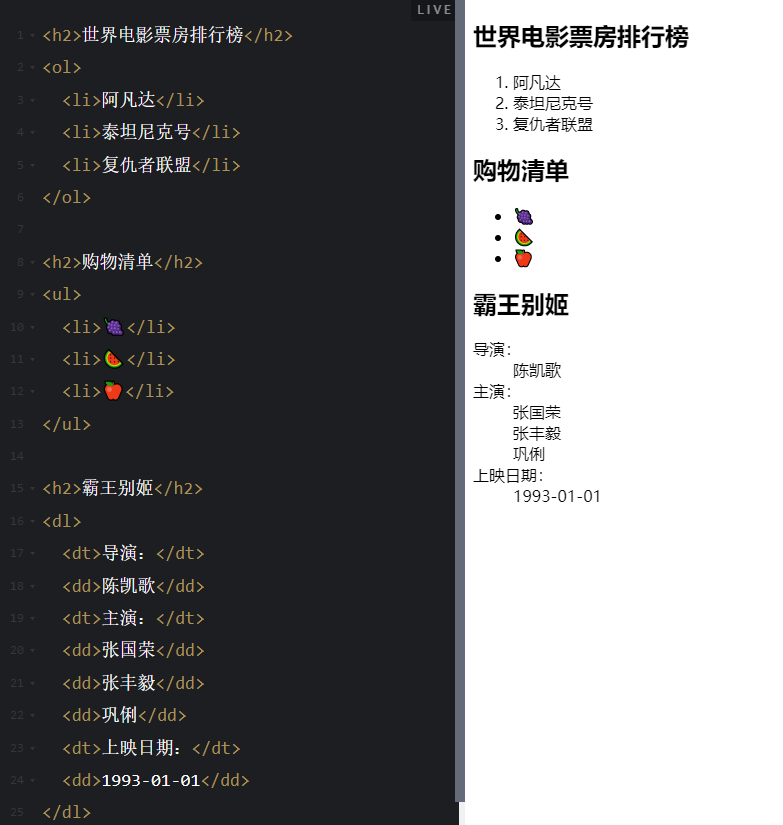 LIVE
1 <h2>世界电影票房排行榜</h2>
2 <ol>
3 <li>阿凡达</li>
4 <li>泰坦尼克号</li>
5 <li>复仇者联盟</li>
6 </ol>
7
8 <h2>购物清单</h2>
9 <ul>
10 <li>🍇</li>
11 <li>🍉</li>
12 <li>🍎</li>
13 </ul>
14
15 <h2>霸王别姬</h2>
16 <dl>
17 <dt>导演：</dt>
18 <dd>陈凯歌</dd>
19 <dt>主演：</dt>
20 <dd>张国荣</dd>
21 <dd>张丰毅</dd>
22 <dd>巩俐</dd>
23 <dt>上映日期：</dt>
24 <dd>1993-01-01</dd>
25 </dl>
世界电影票房排行榜
1. 阿凡达
2. 泰坦尼克号
3. 复仇者联盟
购物清单
• 🍇
• 🍉
• 🍎
霸王别姬
导演：
陈凯歌
主演：
张国荣
张丰毅
巩俐
上映日期：
1993-01-01